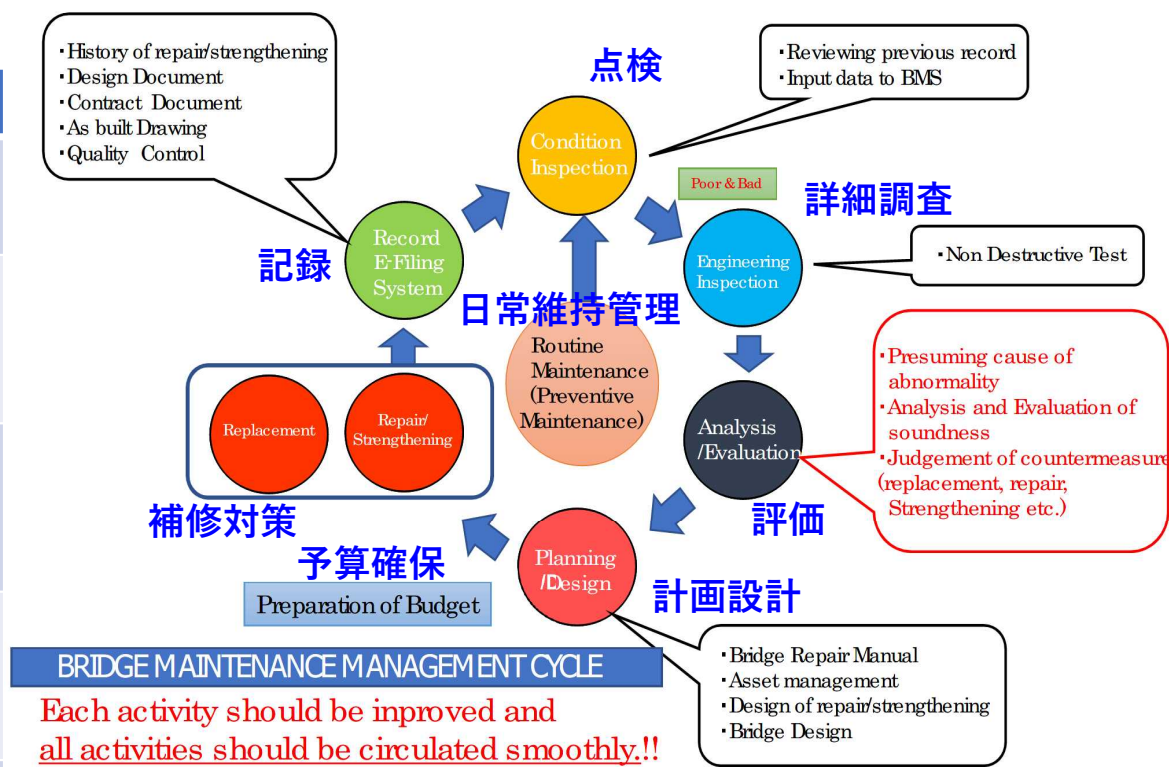 ・History of repair/strengthening
・Design Document
・Contract Document
・As built Drawing
・Quality Control
点検
・Reviewing previous record
・Input data to BMS
Condition
Inspection
Poor & Bad
詳細調査
Record
E-Filing
System
記録
Engineering
Inspection
・Non Destructive Test
日常維持管理
Routine
Maintenance
(Preventive
Maintenance)
Replacement
Repair/
Strengthening
Analysis
/Evaluation
・Presuming cause of
abnormality
・Analysis and Evaluation of
soundness
・Judgement of countermeasure
(replacement, repair,
Strengthening etc.)
補修対策
評価
予算確保
Planning
/Design
Preparation of Budget
計画設計
BRIDGE MAINTENANCE MANAGEMENT CYCLE
・Bridge Repair Manual
・Asset management
・Design of repair/strengthening
・Bridge Design
Each activity should be inproved and
all activities should be circulated smoothly.!!